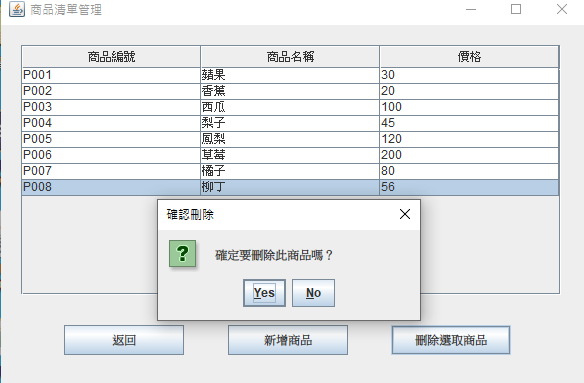 商品清單管理
商品編號 商品名稱 價格
P001 蘋果 30
P002 香蕉 20
P003 西瓜 100
P004 梨子 45
P005 鳳梨 120
P006 草莓 200
P007 橘子 80
P008 柳丁 56
確認刪除
?
確定要刪除此商品嗎？
Yes No
返回 新增商品 刪除選取商品